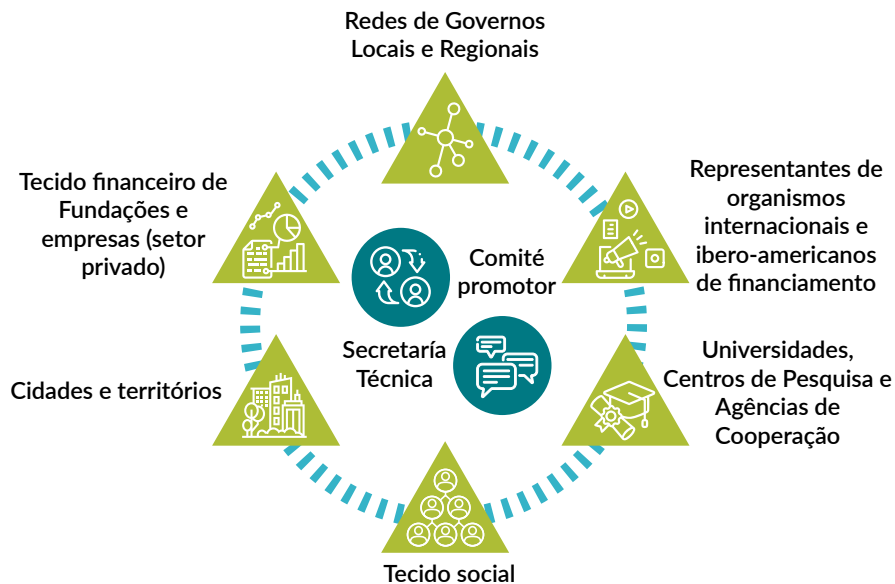 Redes de Governos
Locais e Regionais
Tecido financeiro de
Fundações e
empresas (setor
privado)
Representantes de
organismos
internacionais e
ibero-americanos
de financiamento
Comité
promotor
Secretaría
Técnica
Cidades e territórios
Universidades,
Centros de Pesquisa e
Agências de
Cooperação
Tecido social